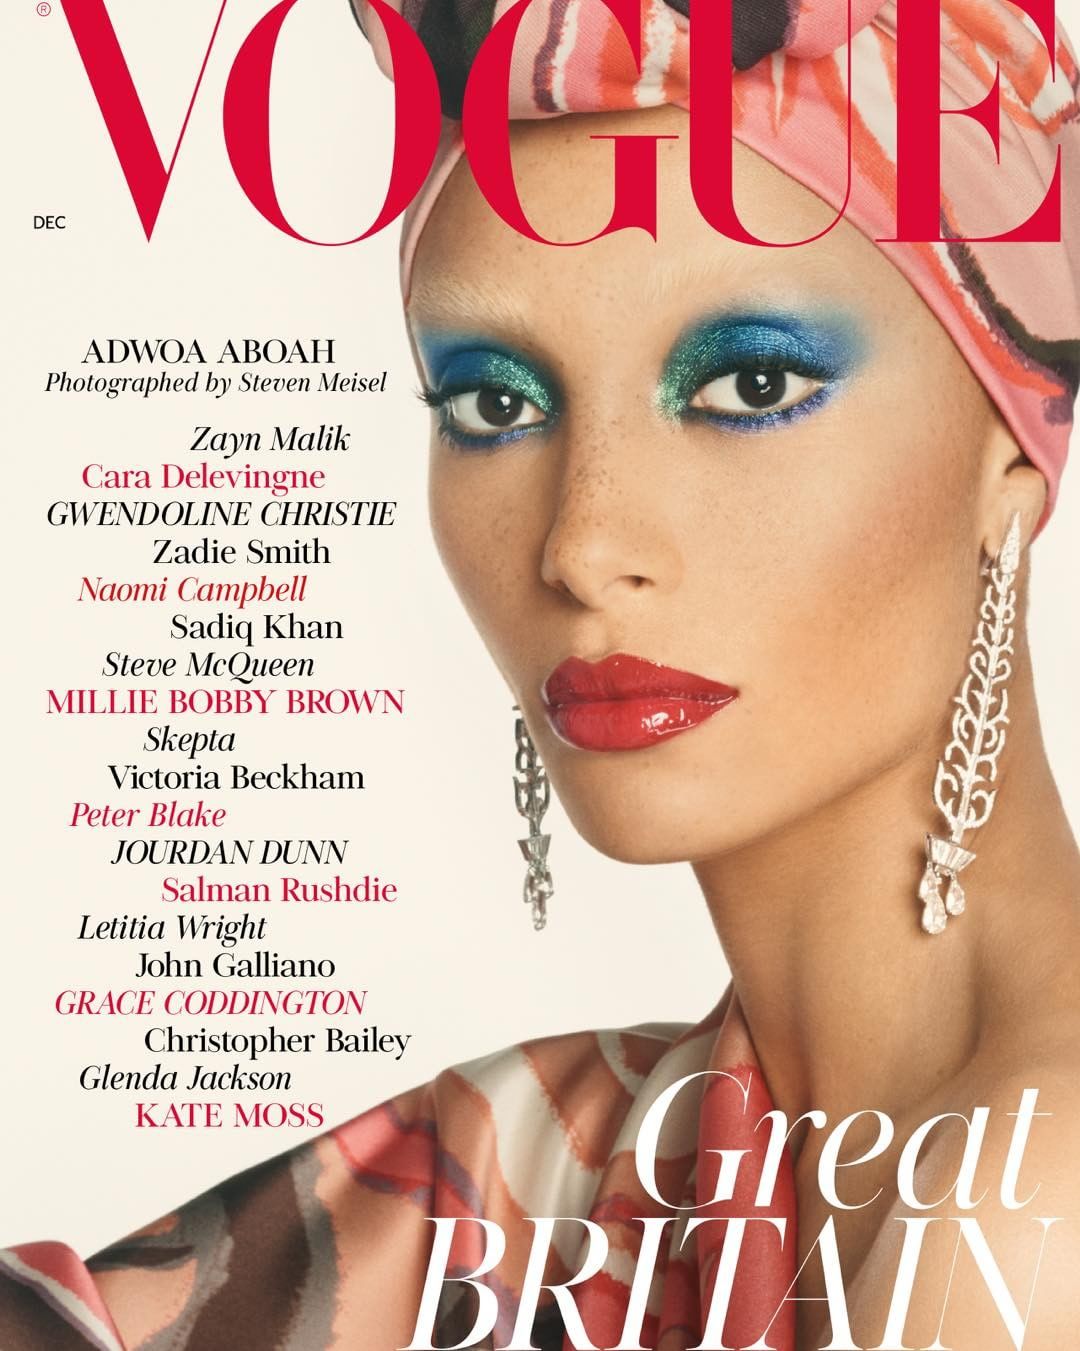 ®
VOGUE
DEC
ADWOA ABOAH
Photographed by Steven Meisel
Zayn Malik
Cara Delevingne
GWENDOLINE CHRISTIE
Zadie Smith
Naomi Campbell
Sadiq Khan
Steve McQueen
MILLIE BOBBY BROWN
Skepta
Victoria Beckham
Peter Blake
JOURDAN DUNN
Salman Rushdie
Letitia Wright
John Galliano
GRACE CODDINGTON
Christopher Bailey
Glenda Jackson
KATE MOSS
Great
BRITAIN